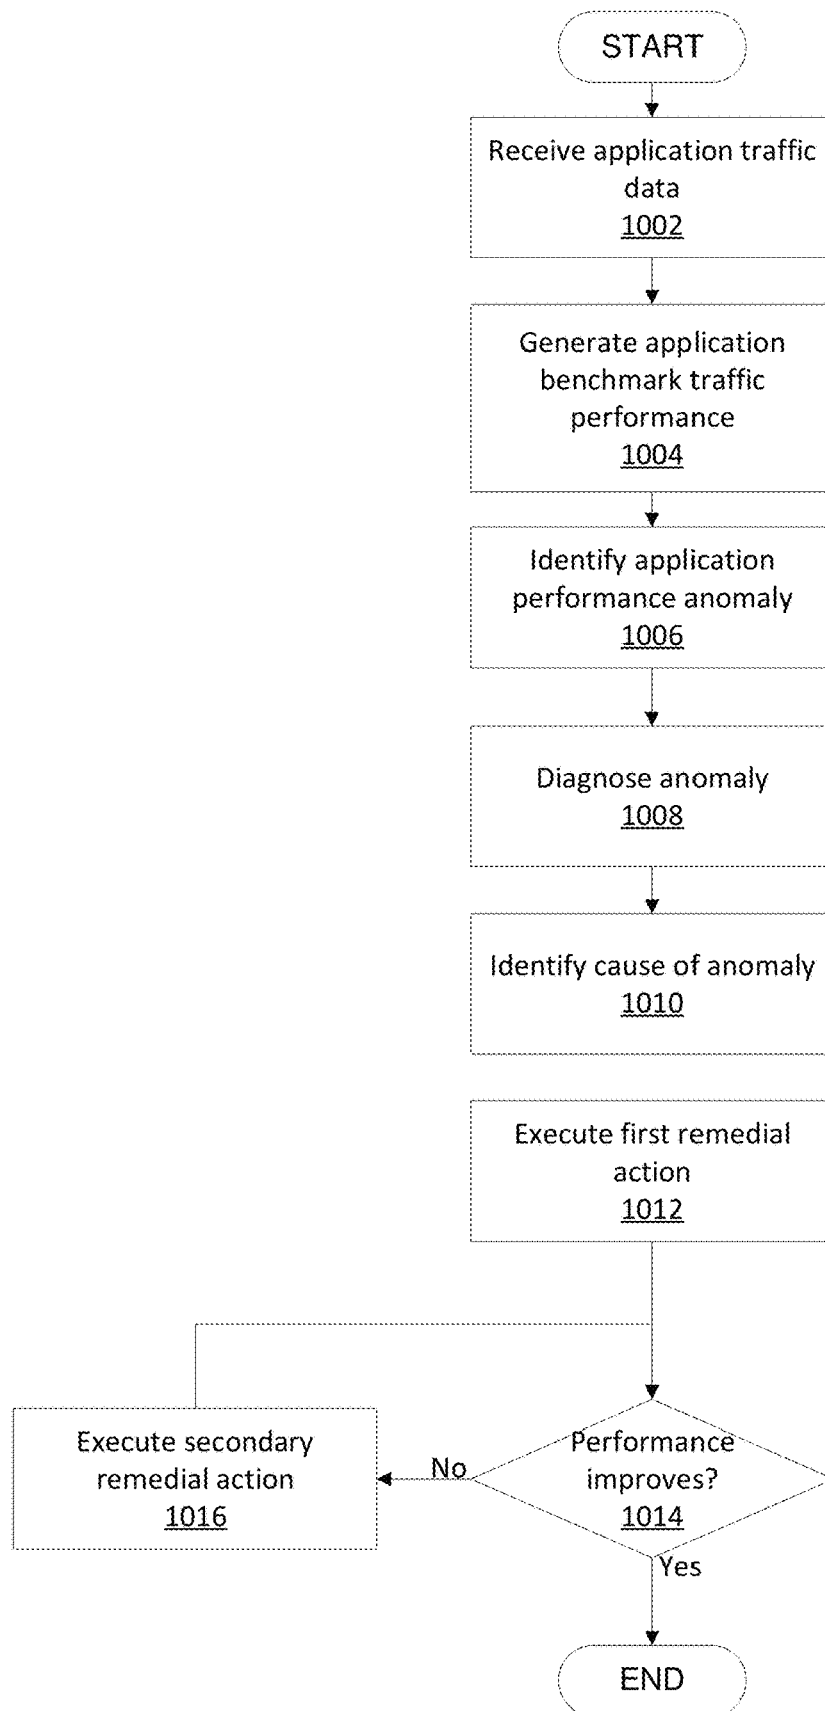 START
Receive application traffic
data
1002
Generate application
benchmark traffic
performance
1004
Identify application
performance anomaly
1006
Diagnose anomaly
1008
Identify cause of anomaly
1010
Execute first remedial
action
1012
Performance
improves?
1014
No
Execute secondary
remedial action
1016
Yes
END